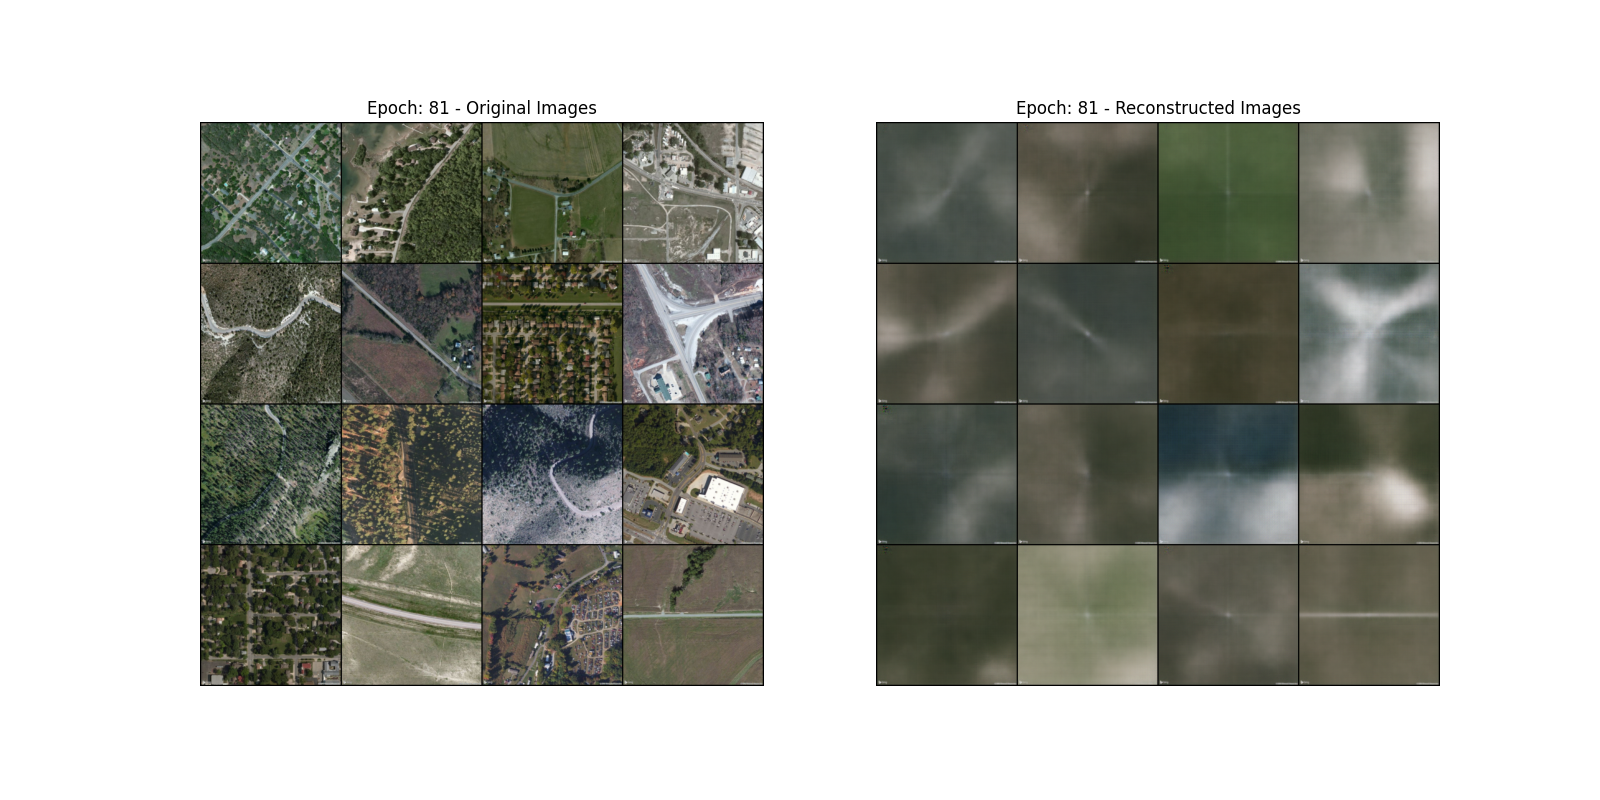 Epoch: 81 - Original Images
Epoch: 81 - Reconstructed Images